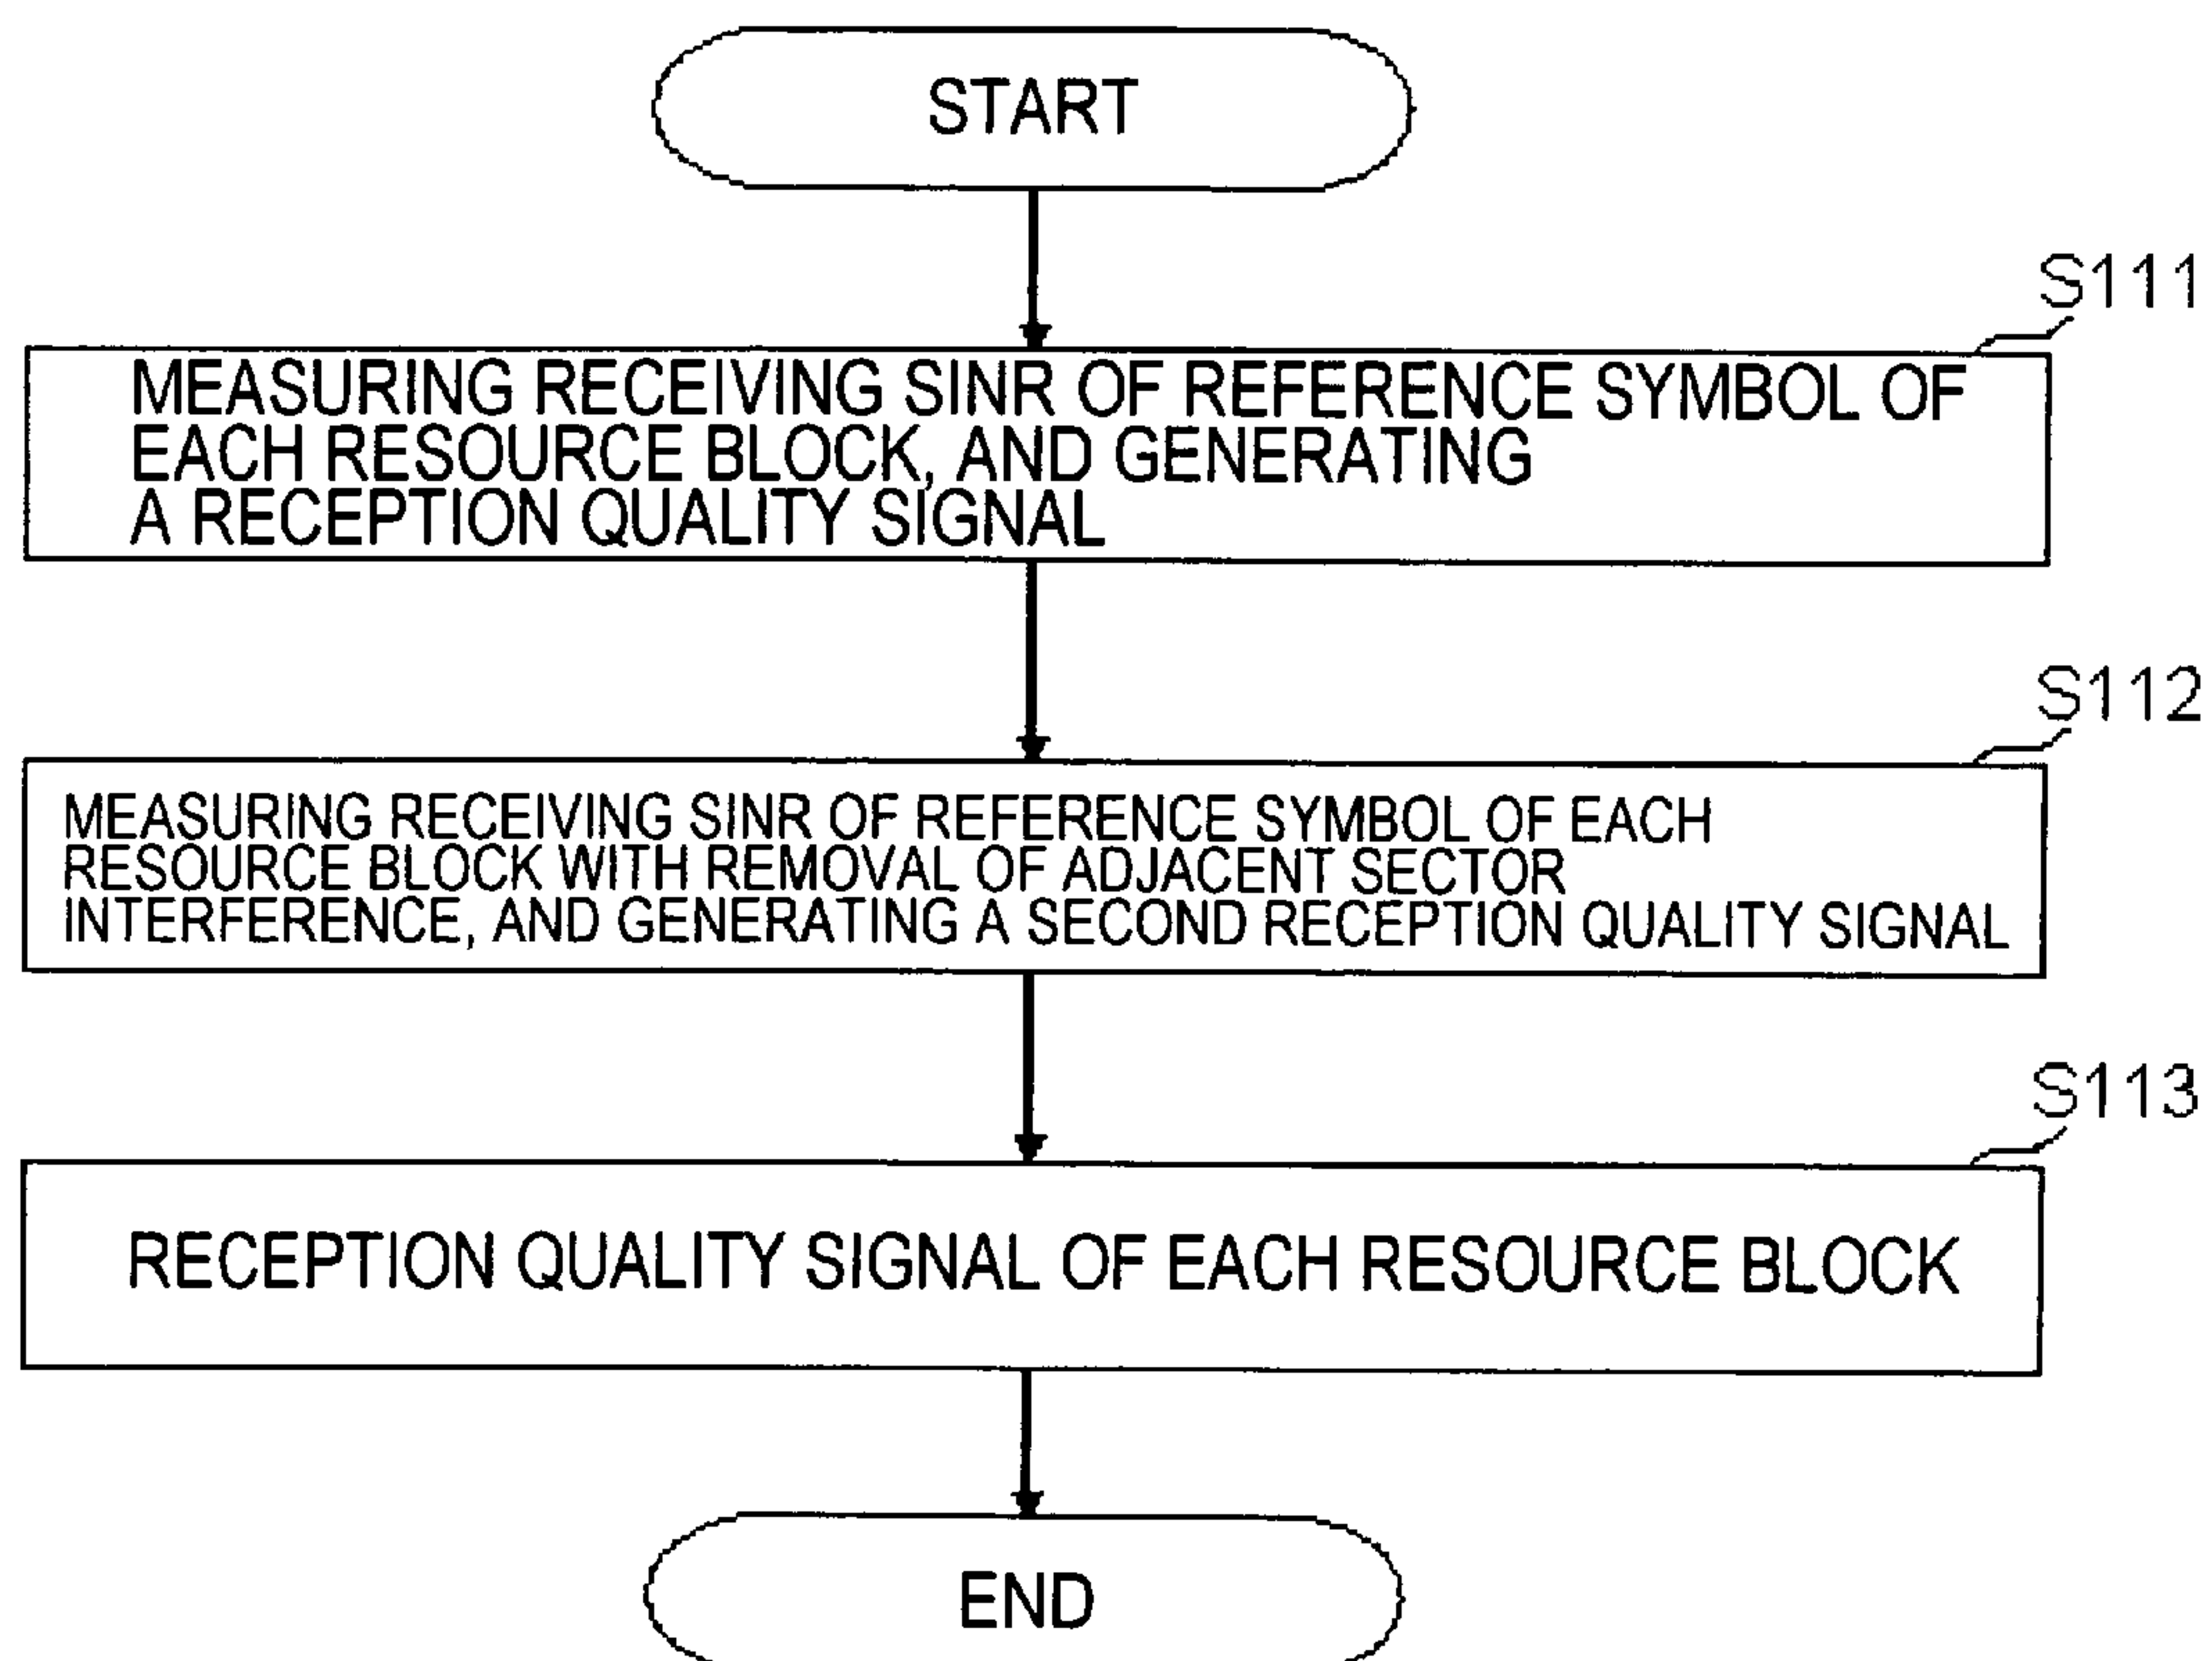 START
S111
MEASURING RECEIVING SINR OF REFERENCE SYMBOL OF
EACH RESOURCE BLOCK, AND GENERATING
A RECEPTION QUALITY SIGNAL
S112
MEASURING RECEIVING SINR OF REFERENCE SYMBOL OF EACH
RESOURCE BLOCK WITH REMOVAL OF ADJACENT SECTOR
INTERFERENCE, AND GENERATING A SECOND RECEPTION QUALITY SIGNAL
S113
RECEPTION QUALITY SIGNAL OF EACH RESOURCE BLOCK
END